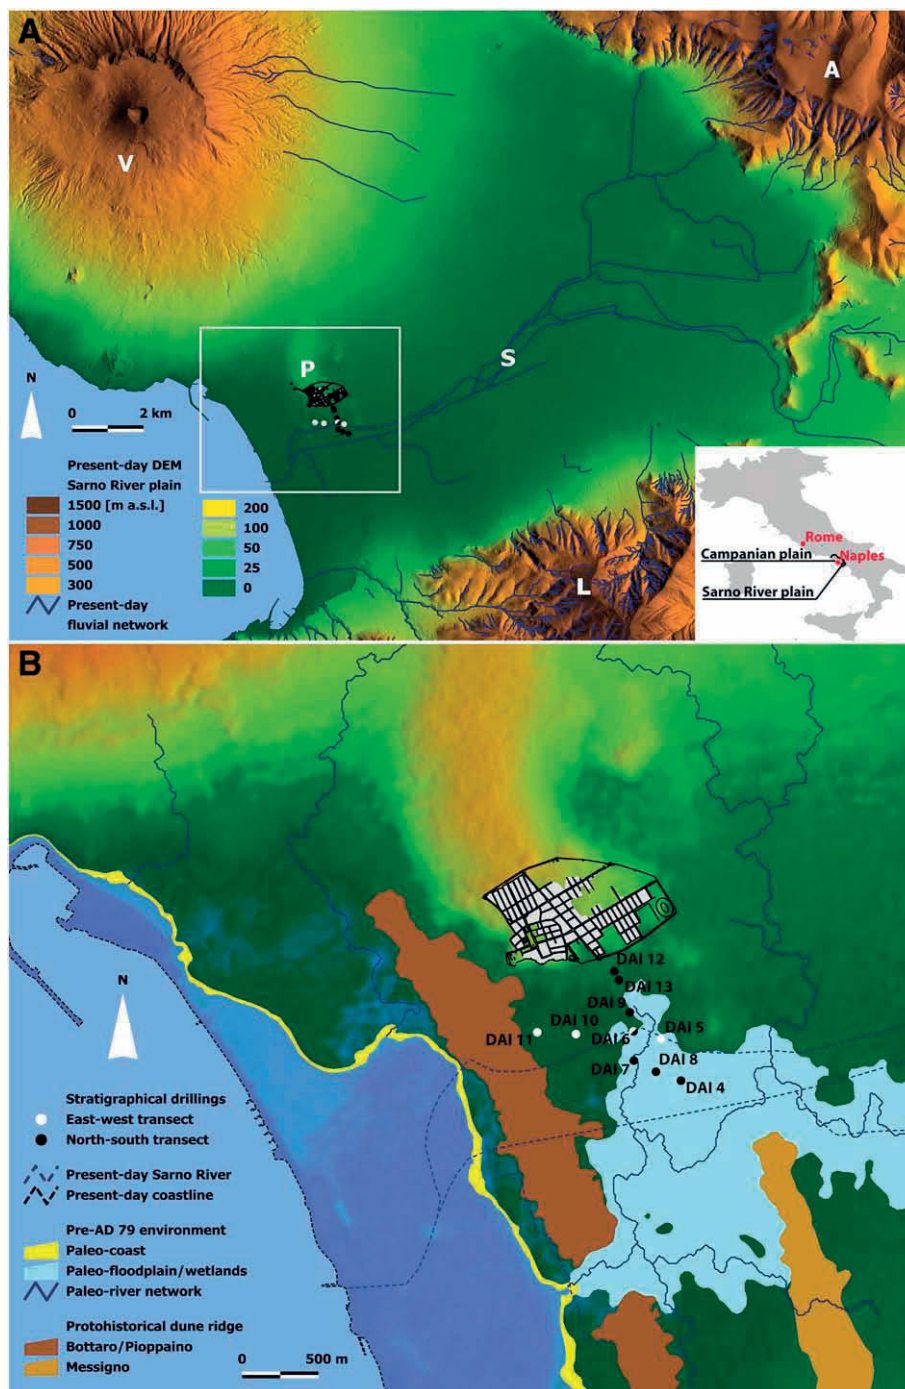 A
V
A
P
S
L
N
0 2 km
Present-day DEM
Sarno River plain
1500 [m a.s.l.]
1000
750
500
300
Present-day
fluvial network
200
100
50
25
0
Rome
Campanian plain
Naples
Sarno River plain
B
DAI 12
DAI 13
DAI 9
DAI 10
DAI 11
DAI 6
DAI 5
DAI 7
DAI 8
DAI 4
N
Stratigraphical drillings
East-west transect
North-south transect
Present-day Sarno River
Present-day coastline
Pre-AD 79 environment
Paleo-coast
Paleo-floodplain/wetlands
Paleo-river network
Protohistorical dune ridge
Bottaro/Pioppaino
Messigno
0 500 m